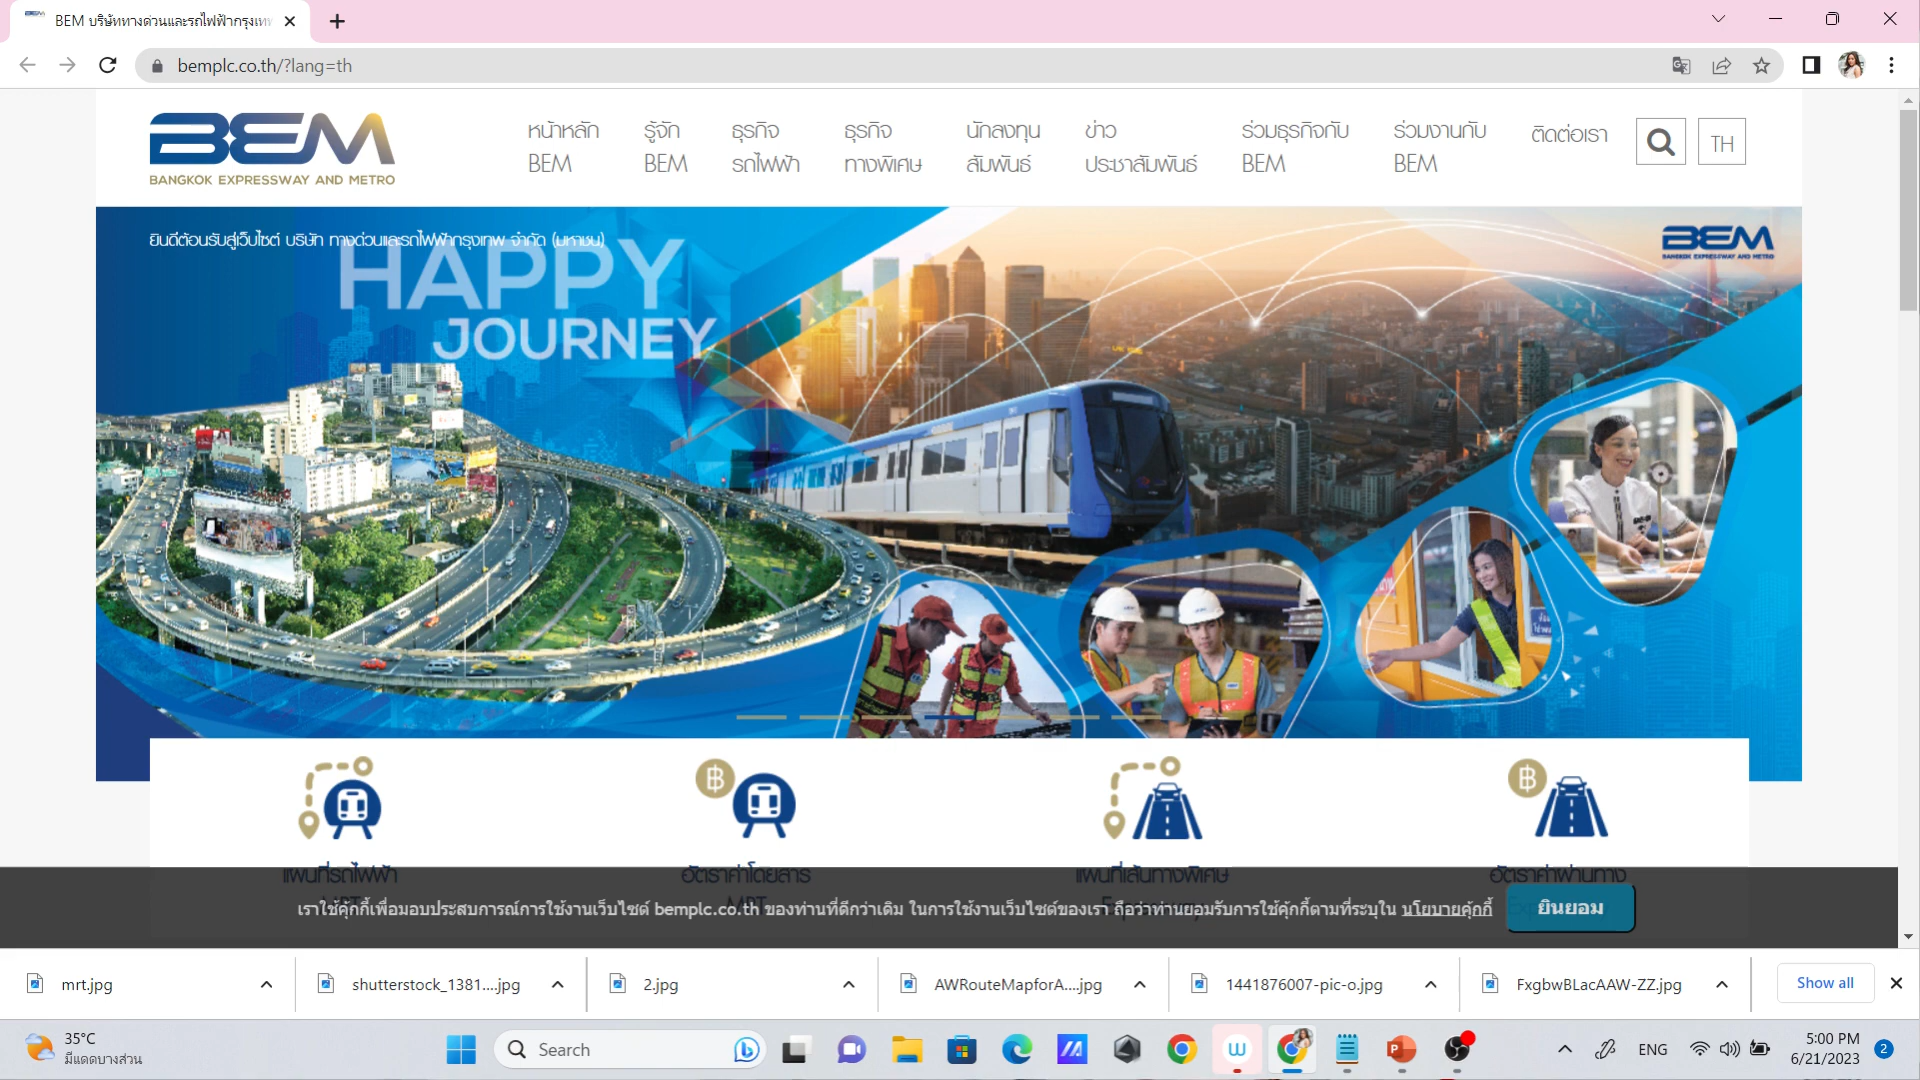 BEM บริษัททางด่วนและรถไฟฟ้ากรุงเทพ
bemplc.co.th/?lang=th
BEM
BANGKOK EXPRESSWAY AND METRO
หน้าหลัก BEM
รู้จัก BEM
ธุรกิจ รถไฟฟ้า
ธุรกิจ ทางพิเศษ
นักลงทุน สัมพันธ์
ข่าว ประชาสัมพันธ์
ร่วมธุรกิจกับ BEM
ร่วมงานกับ BEM
ติดต่อเรา
TH
ยินดีต้อนรับสู่เว็บไซต์ บริษัท ทางด่วนและรถไฟฟ้ากรุงเทพ จำกัด (มหาชน)
BEM
BANGKOK EXPRESSWAY AND METRO
HAPPY
JOURNEY
แผนที่รถไฟฟ้า
อัตราค่าโดยสาร
MRT
แผนที่เส้นทางพิเศษ
อัตราค่าผ่านทาง
เราใช้คุ้กกี้เพื่อมอบประสบการณ์การใช้งานเว็บไซต์ bemplc.co.th ของท่านที่ดีกว่าเดิม ในการใช้งานเว็บไซต์ของเรา ถือว่าท่านยอมรับการใช้คุ้กกี้ตามที่ระบุใน นโยบายคุ้กกี้
ยินยอม
mrt.jpg
shutterstock_1381....jpg
2.jpg
AWRouteMapforA....jpg
1441876007-pic-o.jpg
FxgbwBLacAAW-ZZ.jpg
Show all
35°C
มีแดดบางส่วน
Search
ENG
5:00 PM
6/21/2023
2